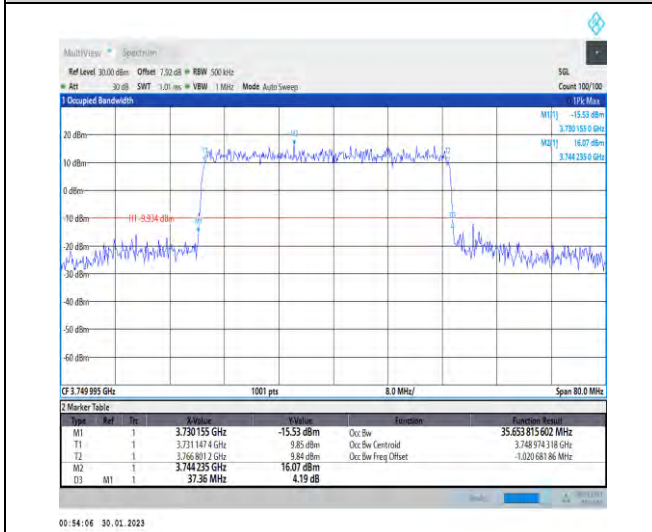 MultiView Spectrum
Ref Level 30.00 dBm Offset 7.92 dB RBW 500 kHz SGL
Att 30 dB SWT 1.01 ms VBW 1 MHz Mode Auto Sweep Count 100/100
1 Occupied Bandwidth 1Pk Max
M1[1] -15.53 dBm
3.730 155 0 GHz
M2[1] 16.07 dBm
3.744 235 0 GHz
20 dBm
10 dBm
0 dBm
-10 dBm
H1 -9.934 dBm
-20 dBm
-30 dBm
-40 dBm
-50 dBm
-60 dBm
CF 3.749 995 GHz 1001 pts 8.0 MHz/ Span 80.0 MHz
2 Marker Table
Type Ref Trc X-Value Y-Value Function Function Result
M1 1 3.730 155 GHz -15.53 dBm Occ Bw 35.653 815 602 MHz
T1 1 3.731 147 4 GHz 9.85 dBm Occ Bw Centroid 3.748 974 318 GHz
T2 1 3.766 801 2 GHz 9.84 dBm Occ Bw Freq Offset -1.020 681 86 MHz
M2 1 3.744 235 GHz 16.07 dBm
D3 M1 1 37.36 MHz 4.19 dB
00:54:06 30.01.2023